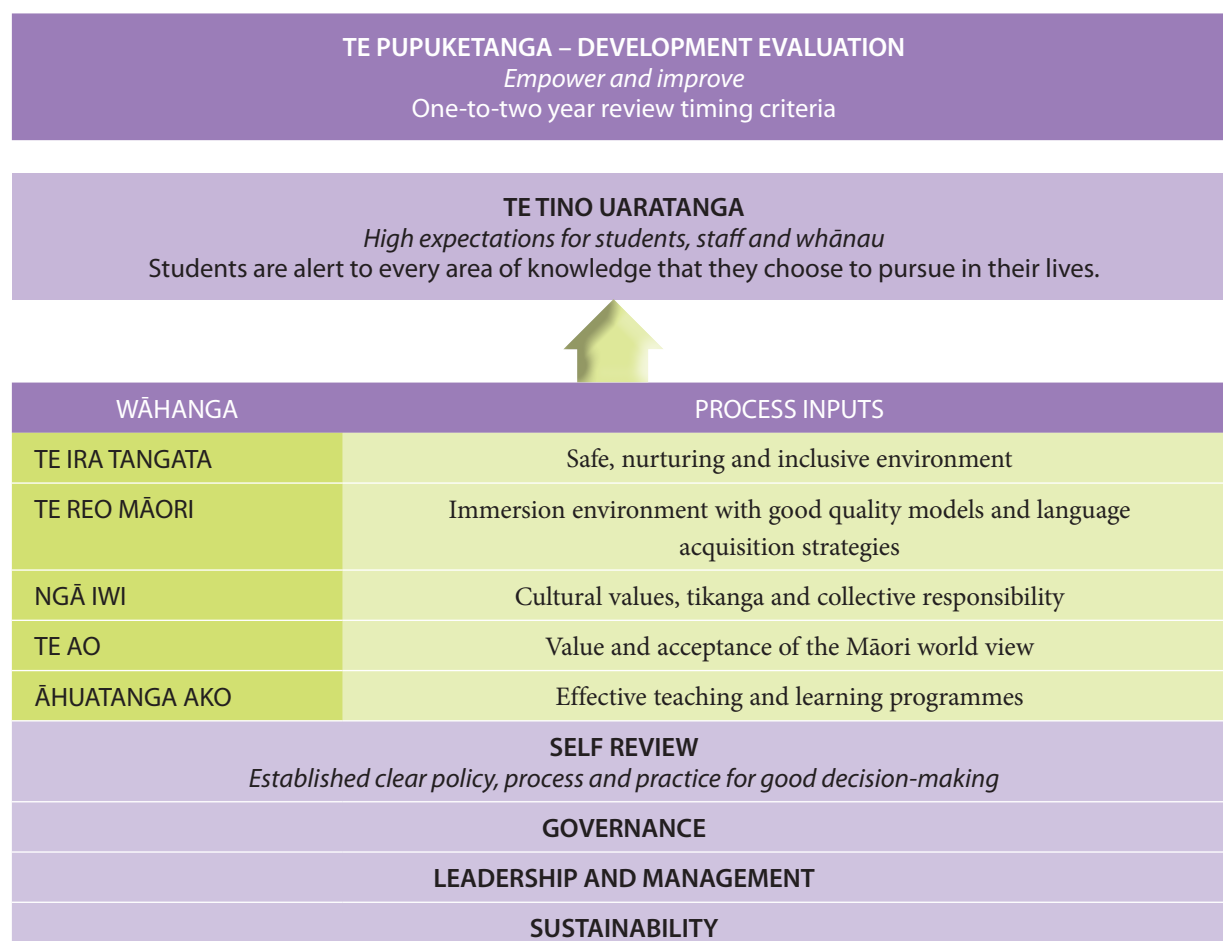 TE PUPUKETANGA – DEVELOPMENT EVALUATION
Empower and improve
One-to-two year review timing criteria
TE TINO UARATANGA
High expectations for students, staff and whānau
Students are alert to every area of knowledge that they choose to pursue in their lives.
WĀHANGA PROCESS INPUTS
TE IRA TANGATA Safe, nurturing and inclusive environment
TE REO MĀORI Immersion environment with good quality models and language
acquisition strategies
NGĀ IWI Cultural values, tikanga and collective responsibility
TE AO Value and acceptance of the Māori world view
ĀHUATANGA AKO Effective teaching and learning programmes
SELF REVIEW
Established clear policy, process and practice for good decision-making
GOVERNANCE
LEADERSHIP AND MANAGEMENT
SUSTAINABILITY